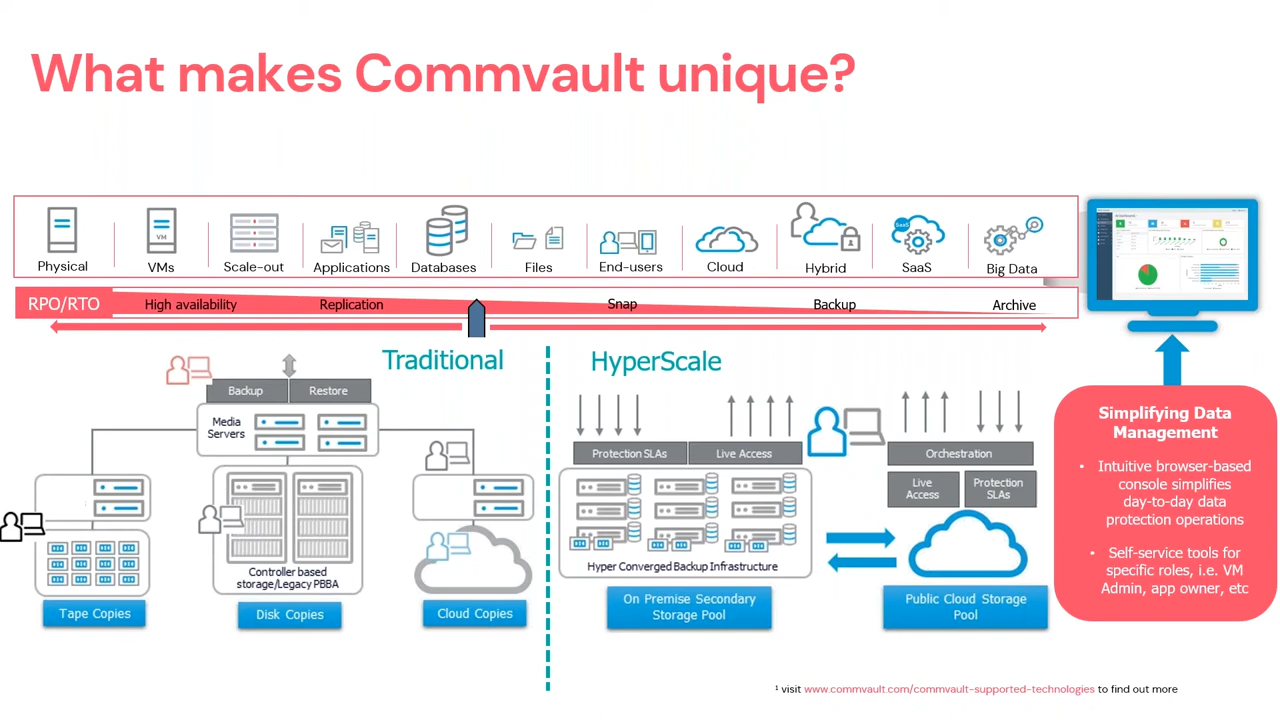 What makes Commvault unique?
Physical
VMs
Scale-out
Applications
Databases
Files
End-users
Cloud
Hybrid
SaaS
Big Data
VM
SaaS
RPO/RTO
High availability
Replication
Snap
Backup
Archive
Traditional
HyperScale
Backup
Restore
Media
Servers
Controller based
storage/Legacy PBBA
Tape Copies
Disk Copies
Cloud Copies
Protection SLAs
Live Access
Hyper Converged Backup Infrastructure
On Premise Secondary
Storage Pool
Orchestration
Live
Access
Protection
SLAs
Public Cloud Storage
Pool
Simplifying Data
Management
• Intuitive browser-based
console simplifies
day-to-day data
protection operations
• Self-service tools for
specific roles, i.e. VM
Admin, app owner, etc
¹ visit www.commvault.com/commvault-supported-technologies to find out more